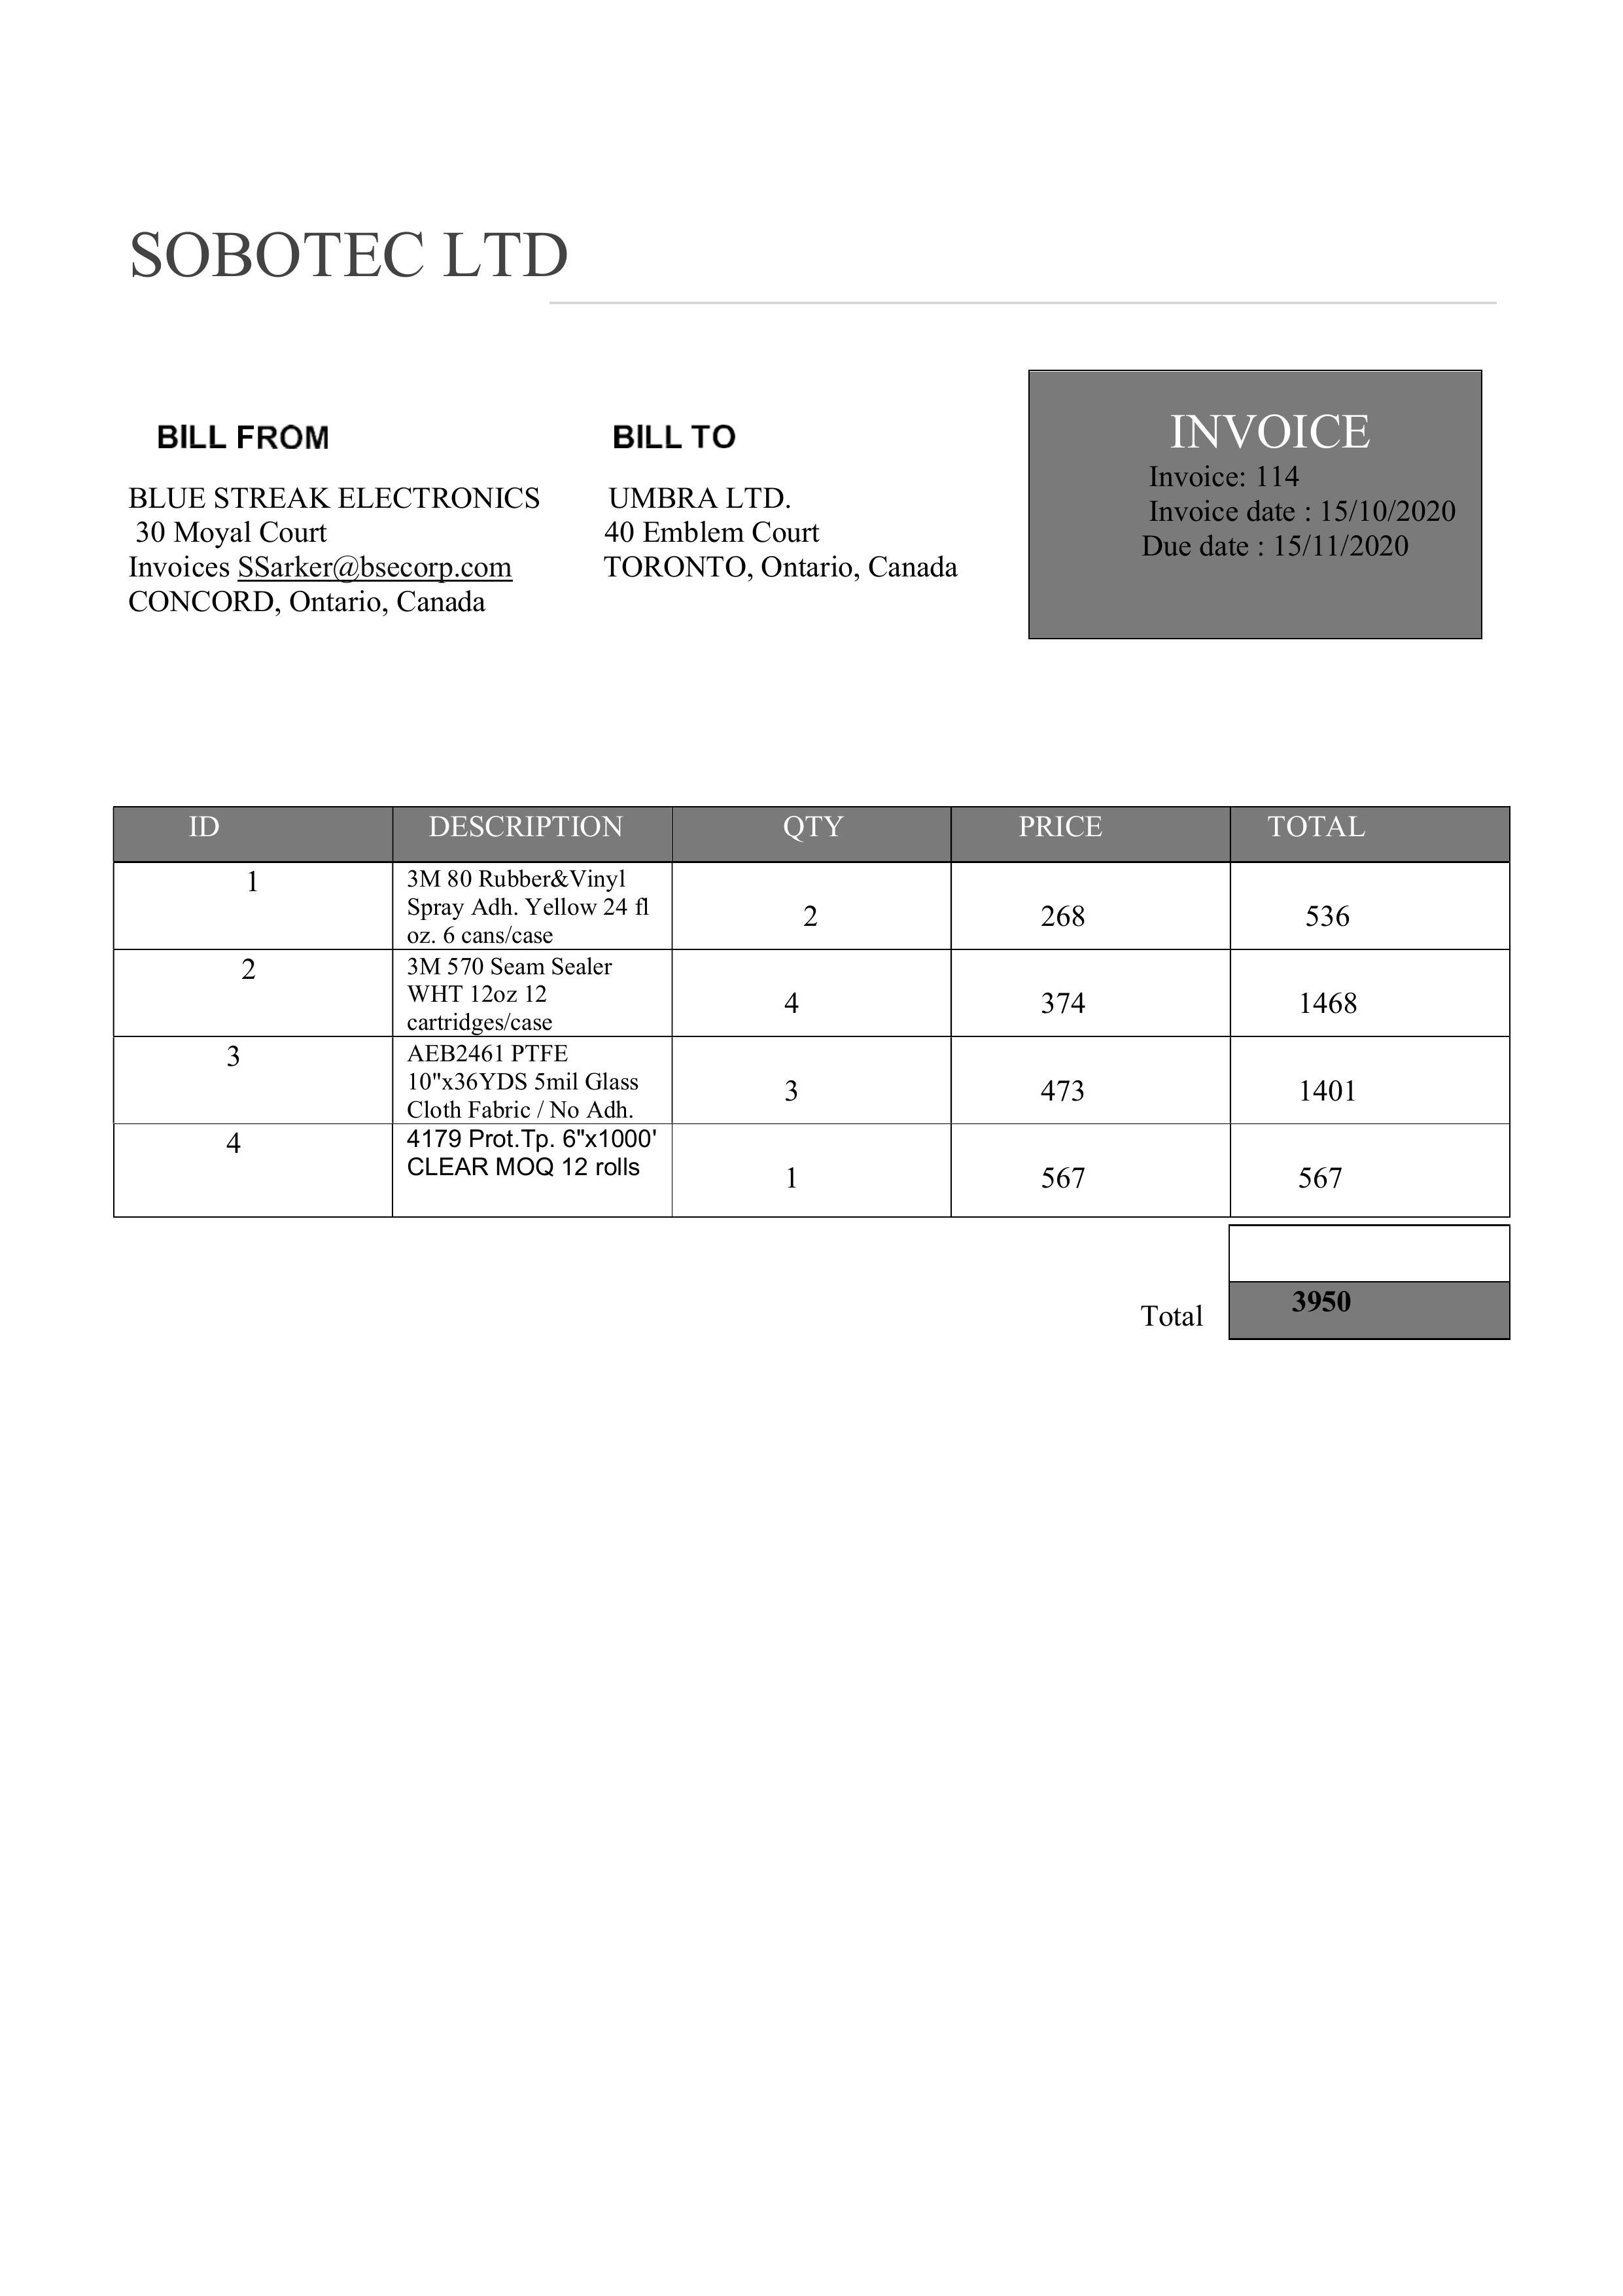 SOBOTEC LTD
BILL FROM
BLUE STREAK ELECTRONICS
30 Moyal Court
Invoices SSarker@bsecorp.com
CONCORD, Ontario, Canada
BILL TO
UMBRA LTD.
40 Emblem Court
TORONTO, Ontario, Canada
INVOICE
Invoice: 114
Invoice date : 15/10/2020
Due date : 15/11/2020
ID DESCRIPTION QTY PRICE TOTAL
1 3M 80 Rubber&Vinyl
Spray Adh. Yellow 24 fl
oz. 6 cans/case
2 268 536
2 3M 570 Seam Sealer
WHT 12oz 12
cartridges/case
4 374 1468
3 AEB2461 PTFE
10"x36YDS 5mil Glass
Cloth Fabric / No Adh.
3 473 1401
4 4179 Prot.Tp. 6"x1000'
CLEAR MOQ 12 rolls
1 567 567
Total 3950